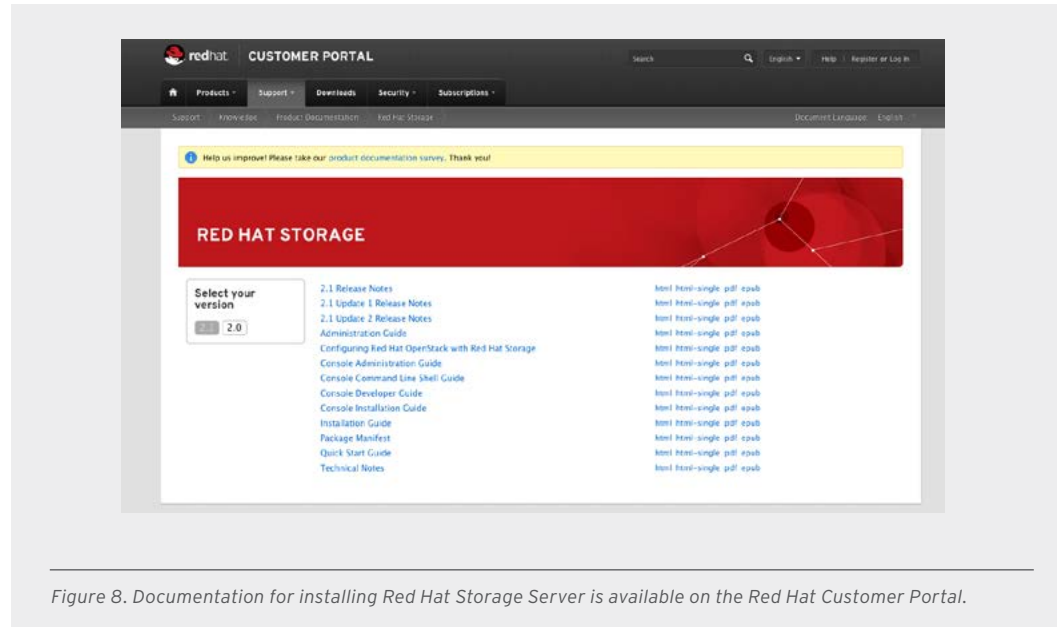 redhat. CUSTOMER PORTAL
Search English Help Register or Log In
Products Support Downloads Security Subscriptions
Support Knowledge Product Documentation Red Hat Storage Document Language English
Help us improve! Please take our product documentation survey. Thank you!
RED HAT STORAGE
Select your version
2.1 2.0
2.1 Release Notes html html-single pdf epub
2.1 Update 1 Release Notes html html-single pdf epub
2.1 Update 2 Release Notes html html-single pdf epub
Administration Guide html html-single pdf epub
Configuring Red Hat OpenStack with Red Hat Storage html html-single pdf epub
Console Administration Guide html html-single pdf epub
Console Command Line Shell Guide html html-single pdf epub
Console Developer Guide html html-single pdf epub
Console Installation Guide html html-single pdf epub
Installation Guide html html-single pdf epub
Package Manifest html html-single pdf epub
Quick Start Guide html html-single pdf epub
Technical Notes html html-single pdf epub
Figure 8. Documentation for installing Red Hat Storage Server is available on the Red Hat Customer Portal.